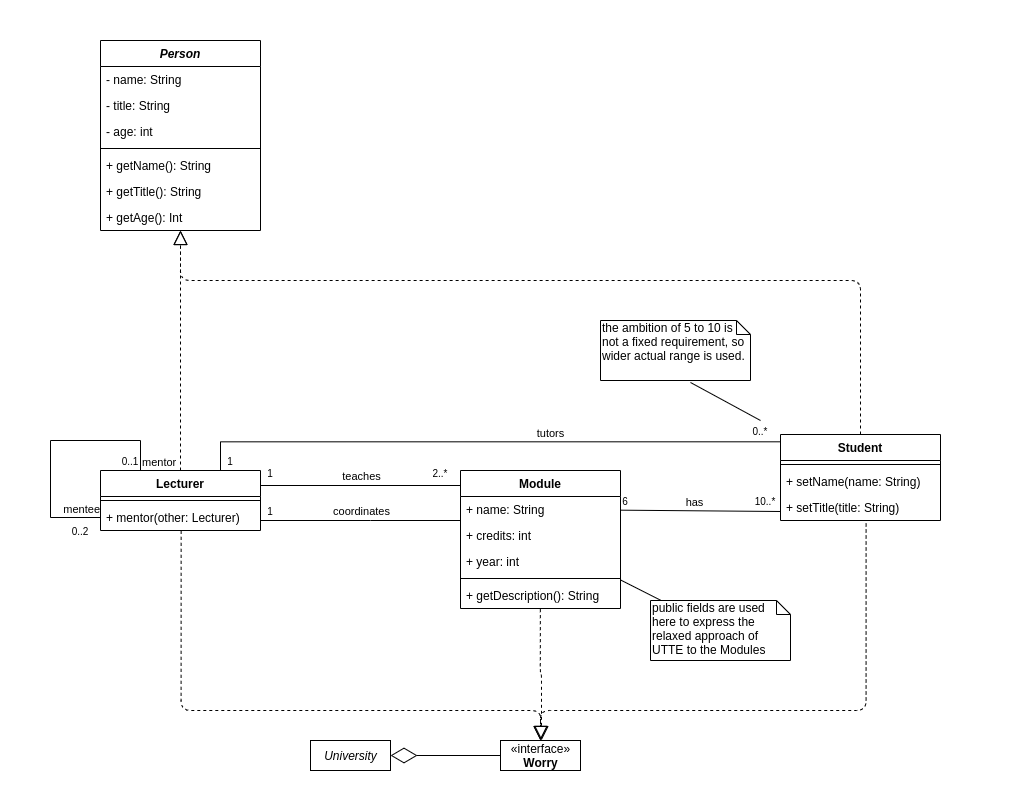 Person
- name: String
- title: String
- age: int
+ getName(): String
+ getTitle(): String
+ getAge(): Int
the ambition of 5 to 10 is
not a fixed requirement, so
wider actual range is used.
tutors
0..*
0..1
mentor
1
Lecturer
+ mentor(other: Lecturer)
mentee
0..2
1
teaches
2..*
1
coordinates
Module
+ name: String
+ credits: int
+ year: int
+ getDescription(): String
6
has
10..*
Student
+ setName(name: String)
+ setTitle(title: String)
public fields are used
here to express the
relaxed approach of
UTTE to the Modules
University
«interface»
Worry